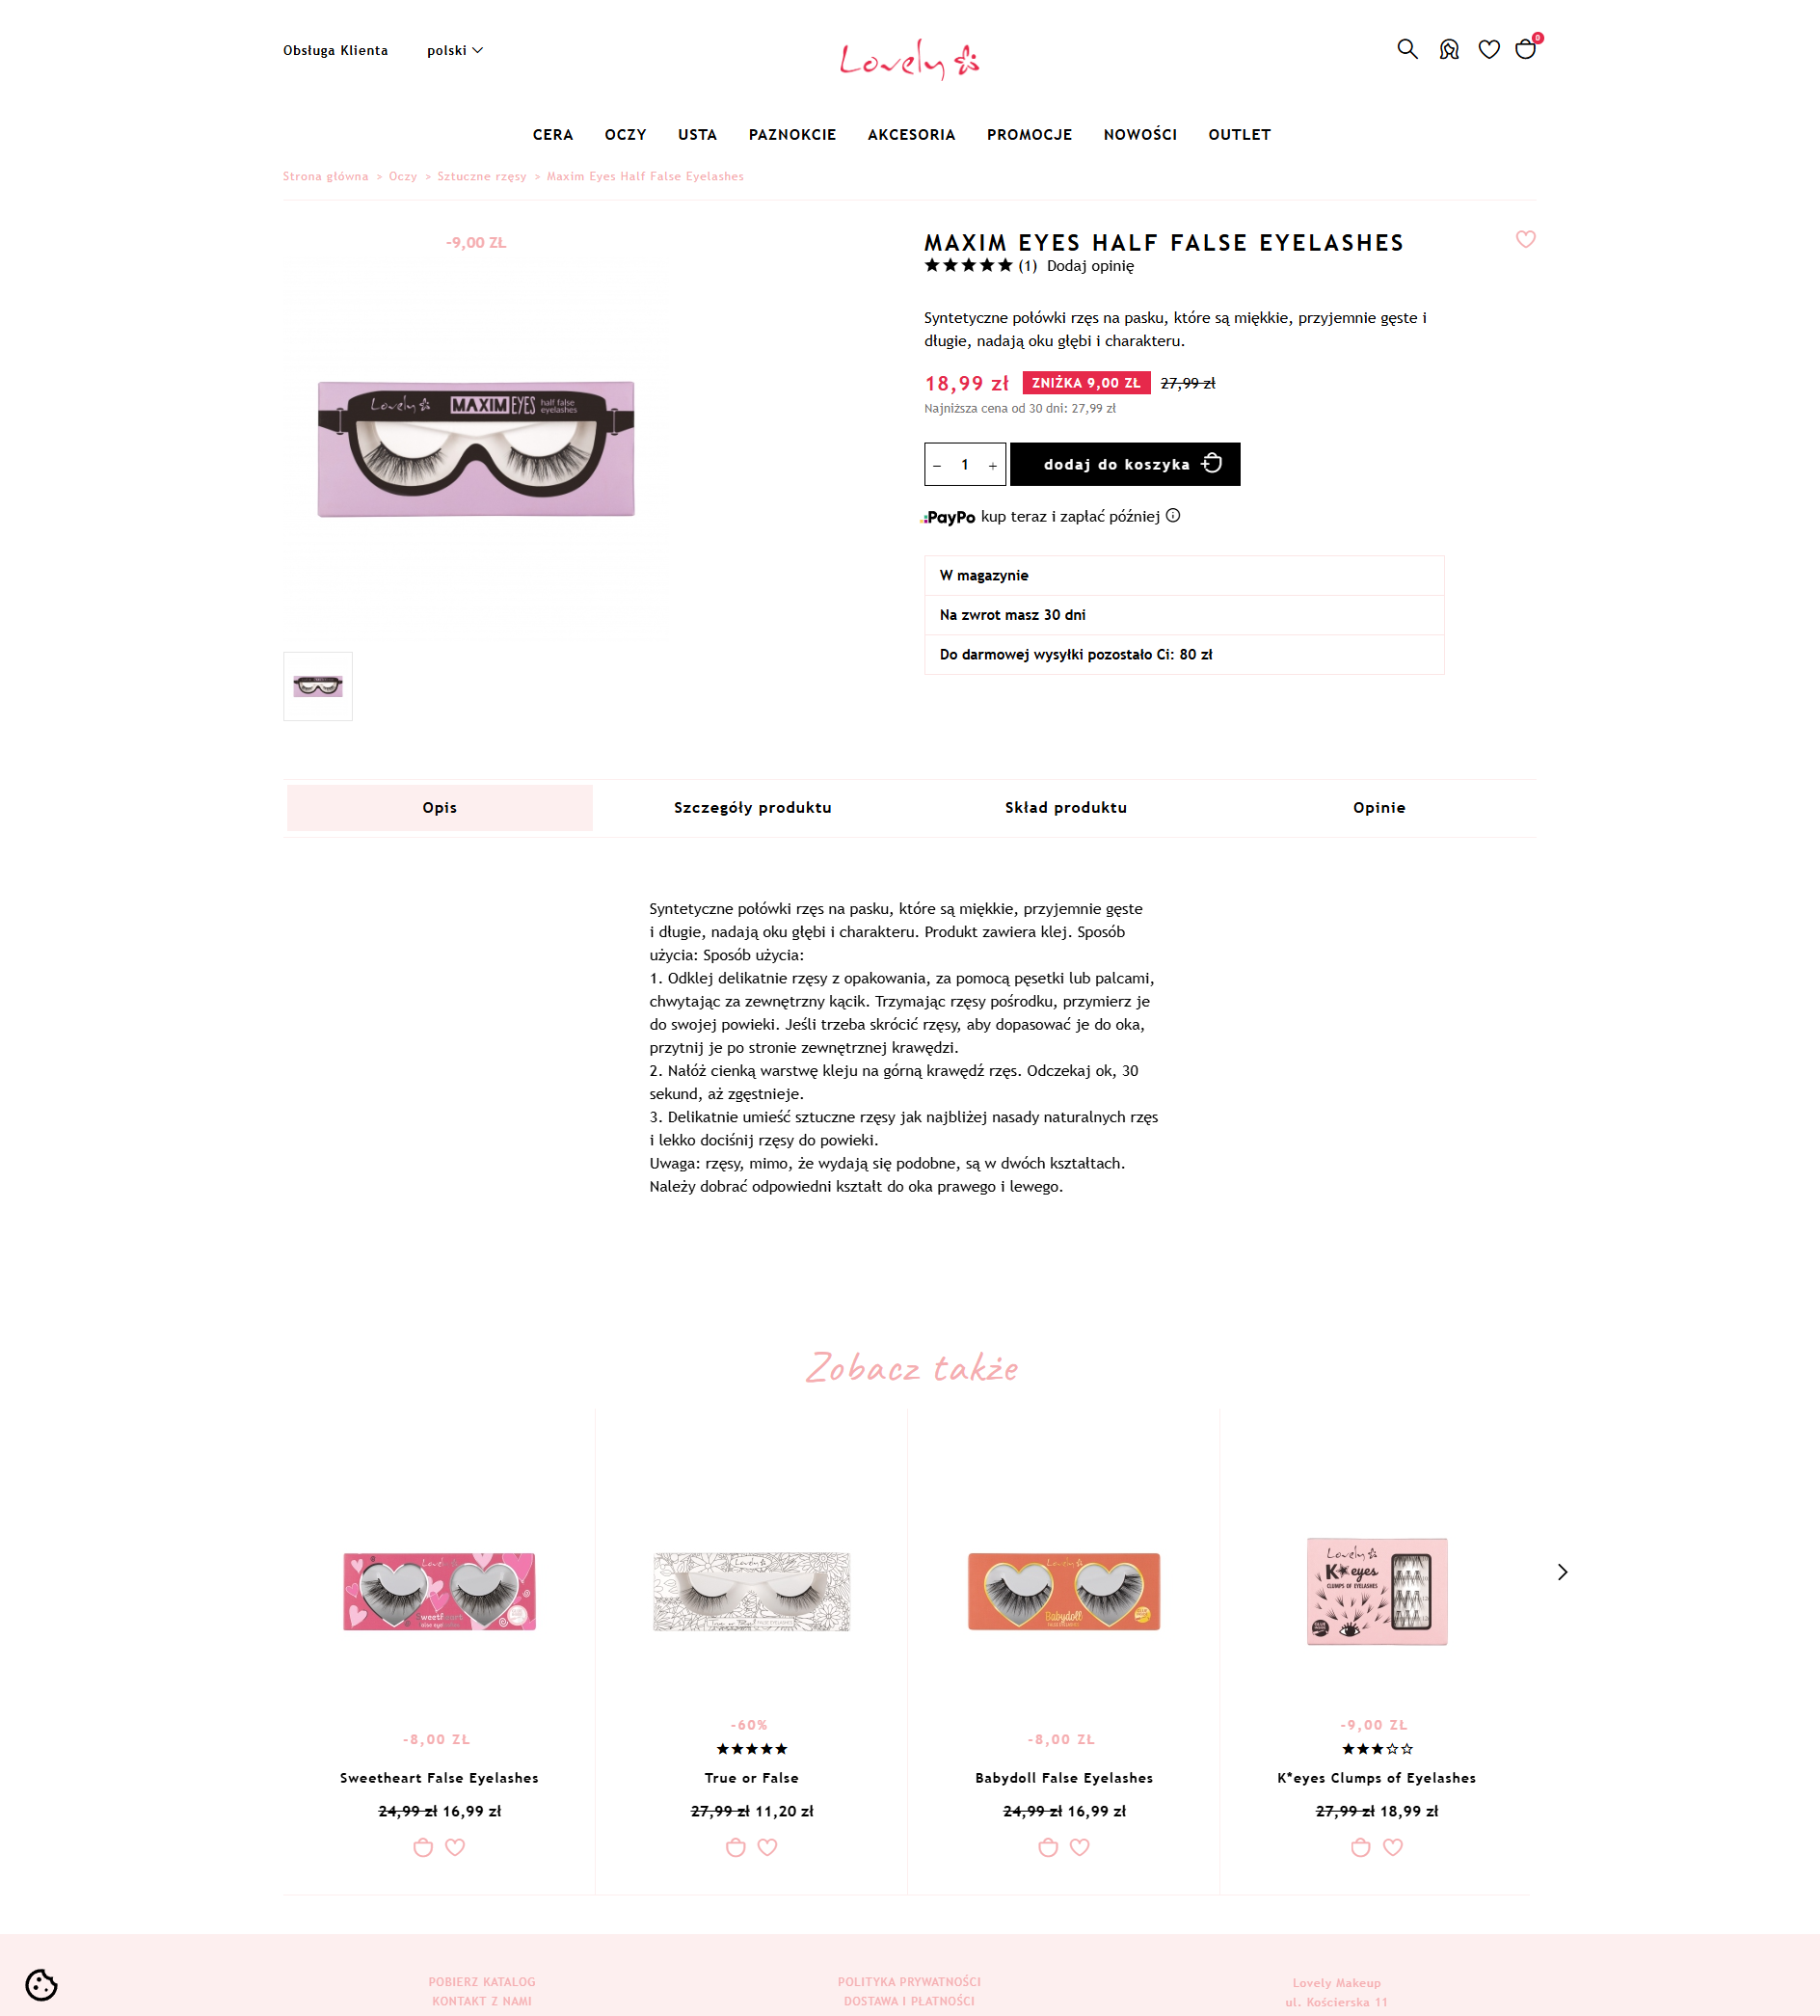 Obsługa Klienta
polski
Lovely
0
CERA OCZY USTA PAZNOKCIE AKCESORIA PROMOCJE NOWOŚCI OUTLET
Strona główna > Oczy > Sztuczne rzęsy > Maxim Eyes Half False Eyelashes
-9,00 ZŁ
Lovely MAXIM EYES half false
eyelashes
MAXIM EYES HALF FALSE EYELASHES
(1) Dodaj opinię
Syntetyczne połówki rzęs na pasku, które są miękkie, przyjemnie gęste i
długie, nadają oku głębi i charakteru.
18,99 zł ZNIŻKA 9,00 ZŁ 27,99 zł
Najniższa cena od 30 dni: 27,99 zł
− 1 + dodaj do koszyka
PayPo kup teraz i zapłać później
W magazynie
Na zwrot masz 30 dni
Do darmowej wysyłki pozostało Ci: 80 zł
Opis
Szczegóły produktu
Skład produktu
Opinie
Syntetyczne połówki rzęs na pasku, które są miękkie, przyjemnie gęste
i długie, nadają oku głębi i charakteru. Produkt zawiera klej. Sposób
użycia: Sposób użycia:
1. Odklej delikatnie rzęsy z opakowania, za pomocą pęsetki lub palcami,
chwytając za zewnętrzny kącik. Trzymając rzęsy pośrodku, przymierz je
do swojej powieki. Jeśli trzeba skrócić rzęsy, aby dopasować je do oka,
przytnij je po stronie zewnętrznej krawędzi.
2. Nałóż cienką warstwę kleju na górną krawędź rzęs. Odczekaj ok, 30
sekund, aż zgęstnieje.
3. Delikatnie umieść sztuczne rzęsy jak najbliżej nasady naturalnych rzęs
i lekko dociśnij rzęsy do powieki.
Uwaga: rzęsy, mimo, że wydają się podobne, są w dwóch kształtach.
Należy dobrać odpowiedni kształt do oka prawego i lewego.
Zobacz także
Lovely
Sweetheart
-8,00 ZŁ
Sweetheart False Eyelashes
24,99 zł 16,99 zł
Lovely
-60%
True or False
27,99 zł 11,20 zł
Lovely
Babydoll
-8,00 ZŁ
Babydoll False Eyelashes
24,99 zł 16,99 zł
Lovely
K*eyes
CLUMPS OF EYELASHES
-9,00 ZŁ
K*eyes Clumps of Eyelashes
27,99 zł 18,99 zł
POBIERZ KATALOG
KONTAKT Z NAMI
POLITYKA PRYWATNOŚCI
DOSTAWA I PŁATNOŚCI
Lovely Makeup
ul. Kościerska 11